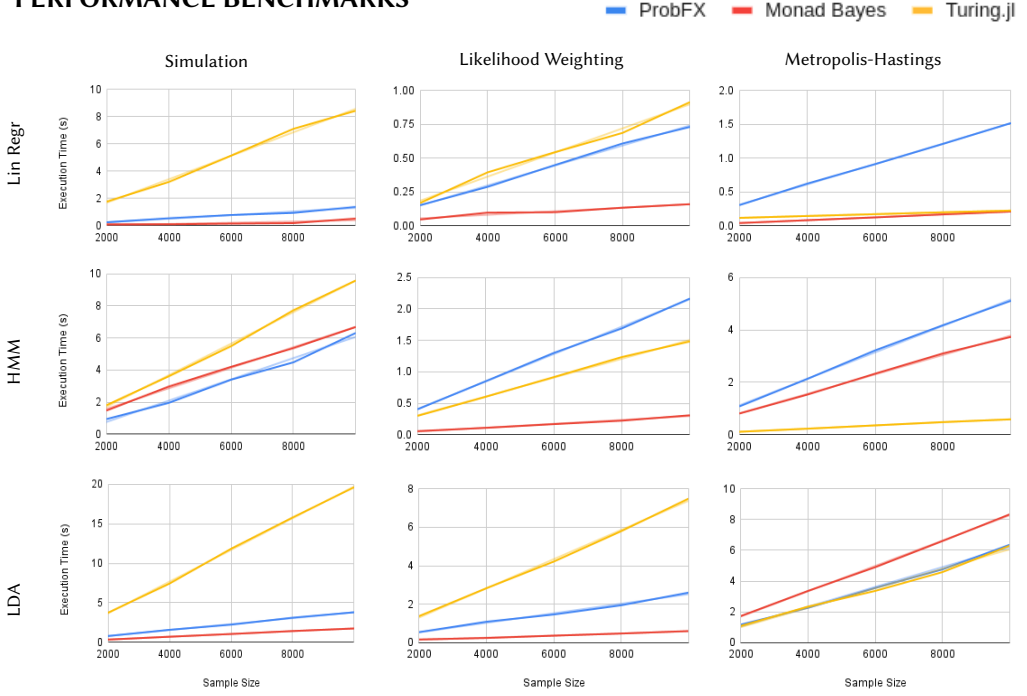 PERFORMANCE BENCHMARKS
ProbFX Monad Bayes Turing.jl
Simulation Likelihood Weighting Metropolis-Hastings
Lin Regr
Execution Time (s)
10
8
6
4
2
0
2000 4000 6000 8000
1.00
0.75
0.50
0.25
0.00
2000 4000 6000 8000
2.0
1.5
1.0
0.5
0.0
2000 4000 6000 8000
HMM
Execution Time (s)
10
8
6
4
2
0
2000 4000 6000 8000
2.5
2.0
1.5
1.0
0.5
0.0
2000 4000 6000 8000
6
4
2
0
2000 4000 6000 8000
LDA
Execution Time (s)
20
15
10
5
0
2000 4000 6000 8000
Sample Size
8
6
4
2
0
2000 4000 6000 8000
Sample Size
10
8
6
4
2
0
2000 4000 6000 8000
Sample Size